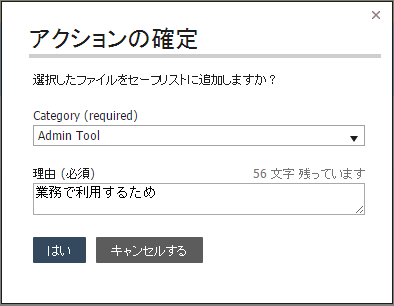 アクションの確定
選択したファイルをセーフリストに追加しますか？
Category (required)
Admin Tool
理由 (必須) 56 文字 残っています
業務で利用するため
はい キャンセルする